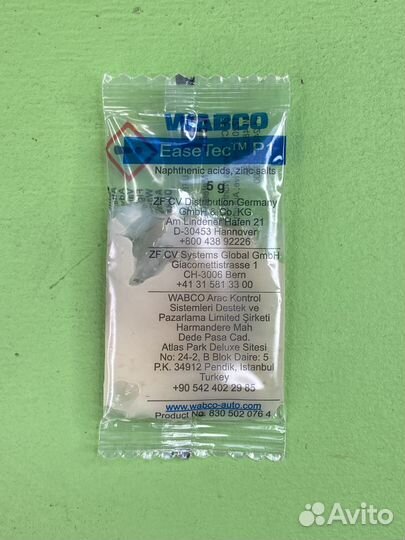 WABCO
EaseTec™ P1
Naphthenic acids, zinc salts
5 g
ZF CV Distribution Germany
GmbH & Co. KG
Am Lindener Hafen 21
D-30453 Hannover
+800 438 92226
ZF CV Systems Global GmbH
Giacomettistrasse 1
CH-3006 Bern
+41 31 581 33 00
WABCO Arac Kontrol
Sistemleri Destek ve
Pazarlama Limited Şirketi
Harmandere Mah
Dede Pasa Cad.
Atlas Park Deluxe Sitesi
No: 24-2, B Blok Daire: 5
P.K. 34912 Pendik, Istanbul
Turkey
+90 542 402 29 85
www.wabco-auto.com
Product No. 830 502 076 4
Avito